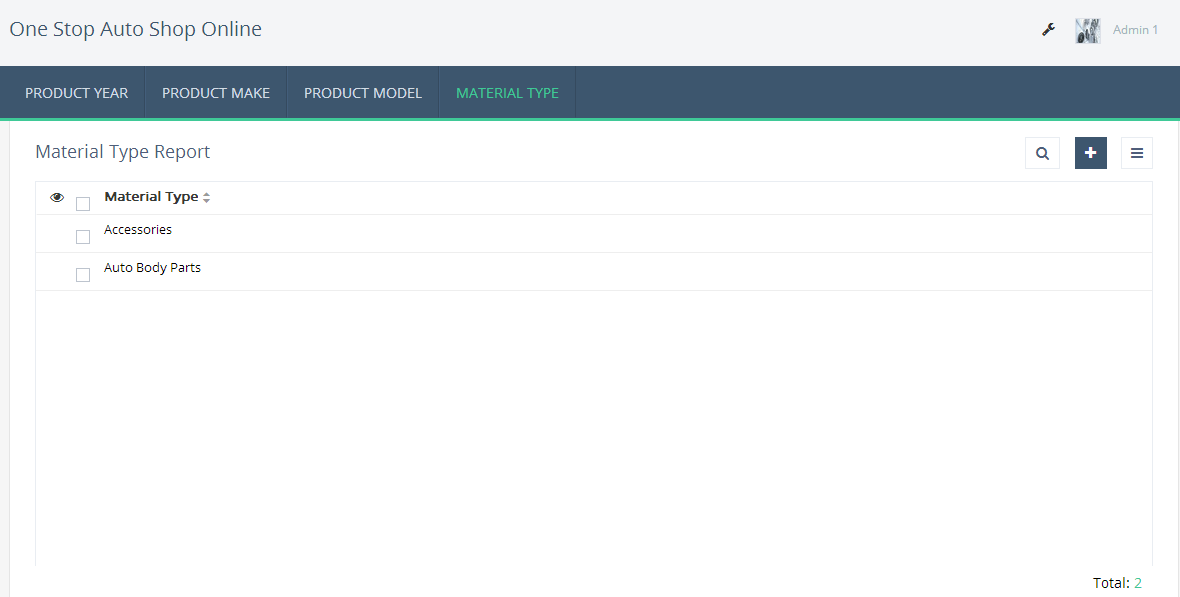 One Stop Auto Shop Online
Admin 1
PRODUCT YEAR PRODUCT MAKE PRODUCT MODEL MATERIAL TYPE
Material Type Report
Material Type
Accessories
Auto Body Parts
Total: 2